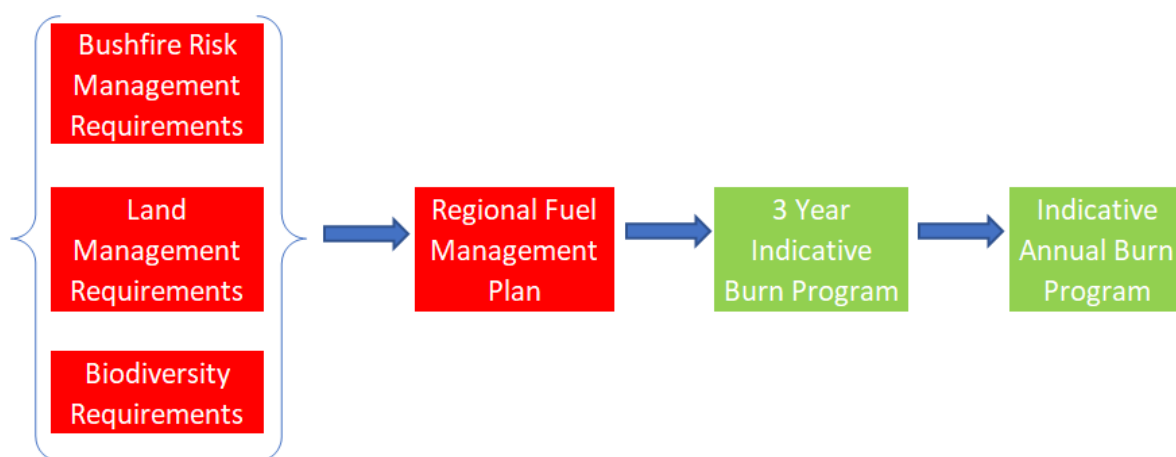 Bushfire Risk
Management
Requirements
Land
Management
Requirements
Biodiversity
Requirements
Regional Fuel
Management
Plan
3 Year
Indicative
Burn Program
Indicative
Annual Burn
Program